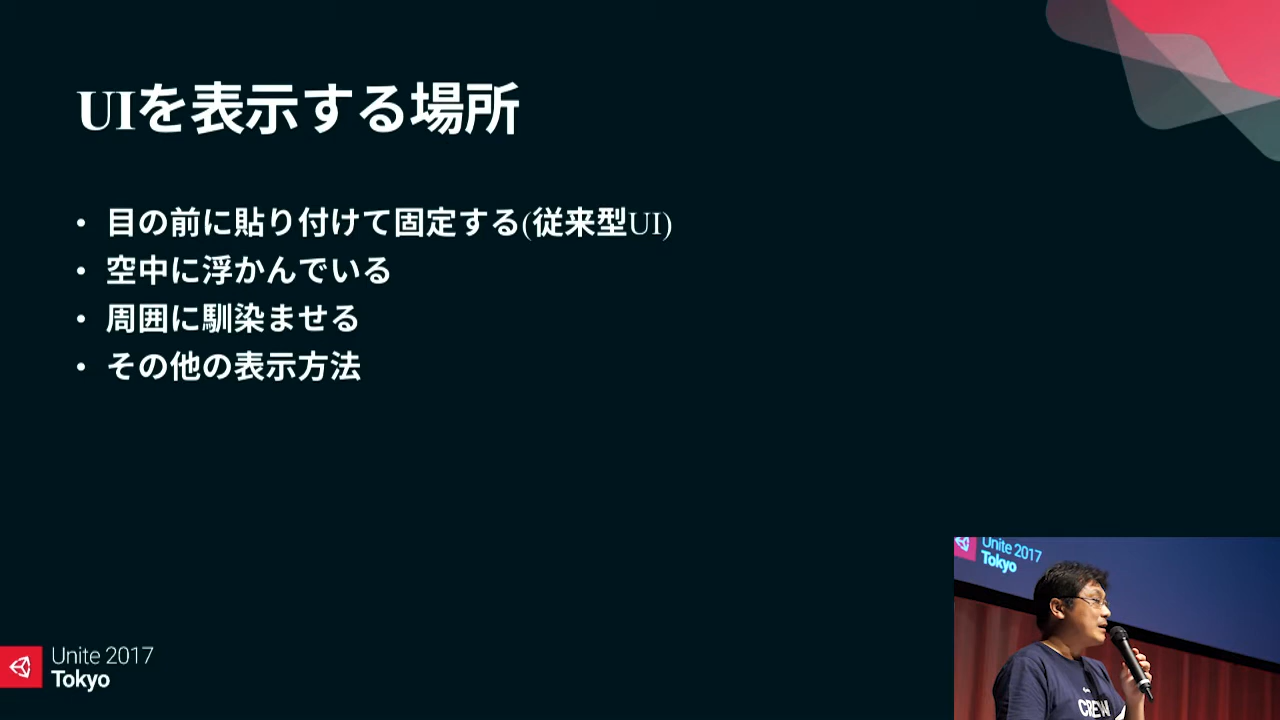 UIを表示する場所
• 目の前に貼り付けて固定する(従来型UI)
• 空中に浮かんでいる
• 周囲に馴染ませる
• その他の表示方法
Unite 2017
Tokyo
Unite 2017
Tokyo
CREW